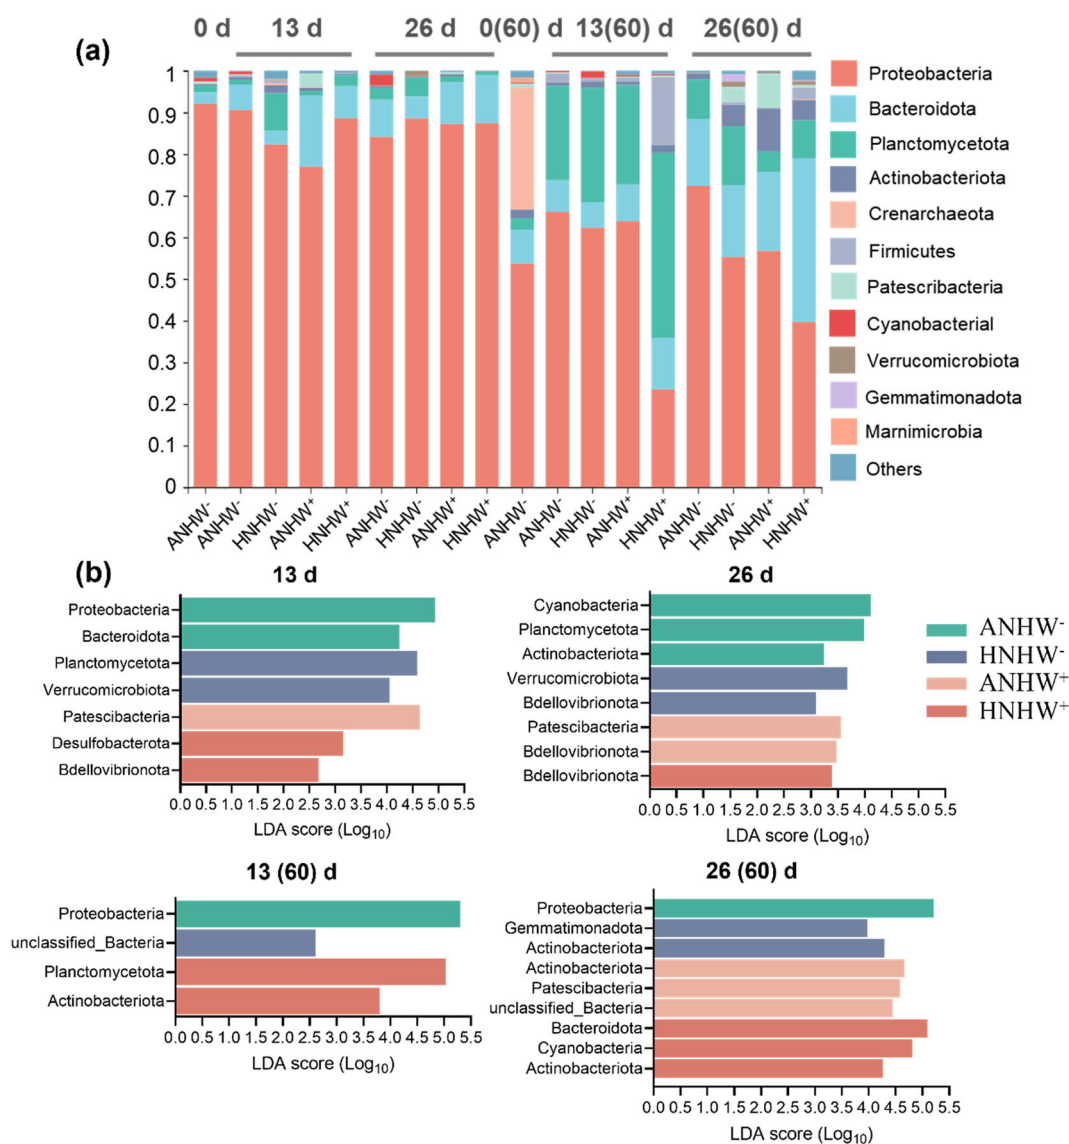 (a)
0 d 13 d 26 d 0(60) d 13(60) d 26(60) d
1
0.9
0.8
0.7
0.6
0.5
0.4
0.3
0.2
0.1
0
Proteobacteria
Bacteroidota
Planctomycetota
Actinobacteriota
Crenarchaeota
Firmicutes
Patescribacteria
Cyanobacterial
Verrucomicrobiota
Gemmatimonadota
Marnimicrobia
Others
ANHW- ANHW- HNHW- ANHW+ HNHW+ ANHW- HNHW- ANHW+ HNHW+ ANHW- ANHW- HNHW- ANHW+ HNHW+ ANHW- HNHW- ANHW+ HNHW+
(b)
13 d
Proteobacteria
Bacteroidota
Planctomycetota
Verrucomicrobiota
Patescibacteria
Desulfobacterota
Bdellovibrionota
0.0 0.5 1.0 1.5 2.0 2.5 3.0 3.5 4.0 4.5 5.0 5.5
LDA score (Log10)
26 d
Cyanobacteria
Planctomycetota
Actinobacteriota
Verrucomicrobiota
Bdellovibrionota
Patescibacteria
Bdellovibrionota
Bdellovibrionota
0.0 0.5 1.0 1.5 2.0 2.5 3.0 3.5 4.0 4.5 5.0 5.5
LDA score (Log10)
ANHW-
HNHW-
ANHW+
HNHW+
13 (60) d
Proteobacteria
unclassified_Bacteria
Planctomycetota
Actinobacteriota
0.0 0.5 1.0 1.5 2.0 2.5 3.0 3.5 4.0 4.5 5.0 5.5
LDA score (Log10)
26 (60) d
Proteobacteria
Gemmatimonadota
Actinobacteriota
Actinobacteriota
Patescibacteria
unclassified_Bacteria
Bacteroidota
Cyanobacteria
Actinobacteriota
0.0 0.5 1.0 1.5 2.0 2.5 3.0 3.5 4.0 4.5 5.0 5.5
LDA score (Log10)